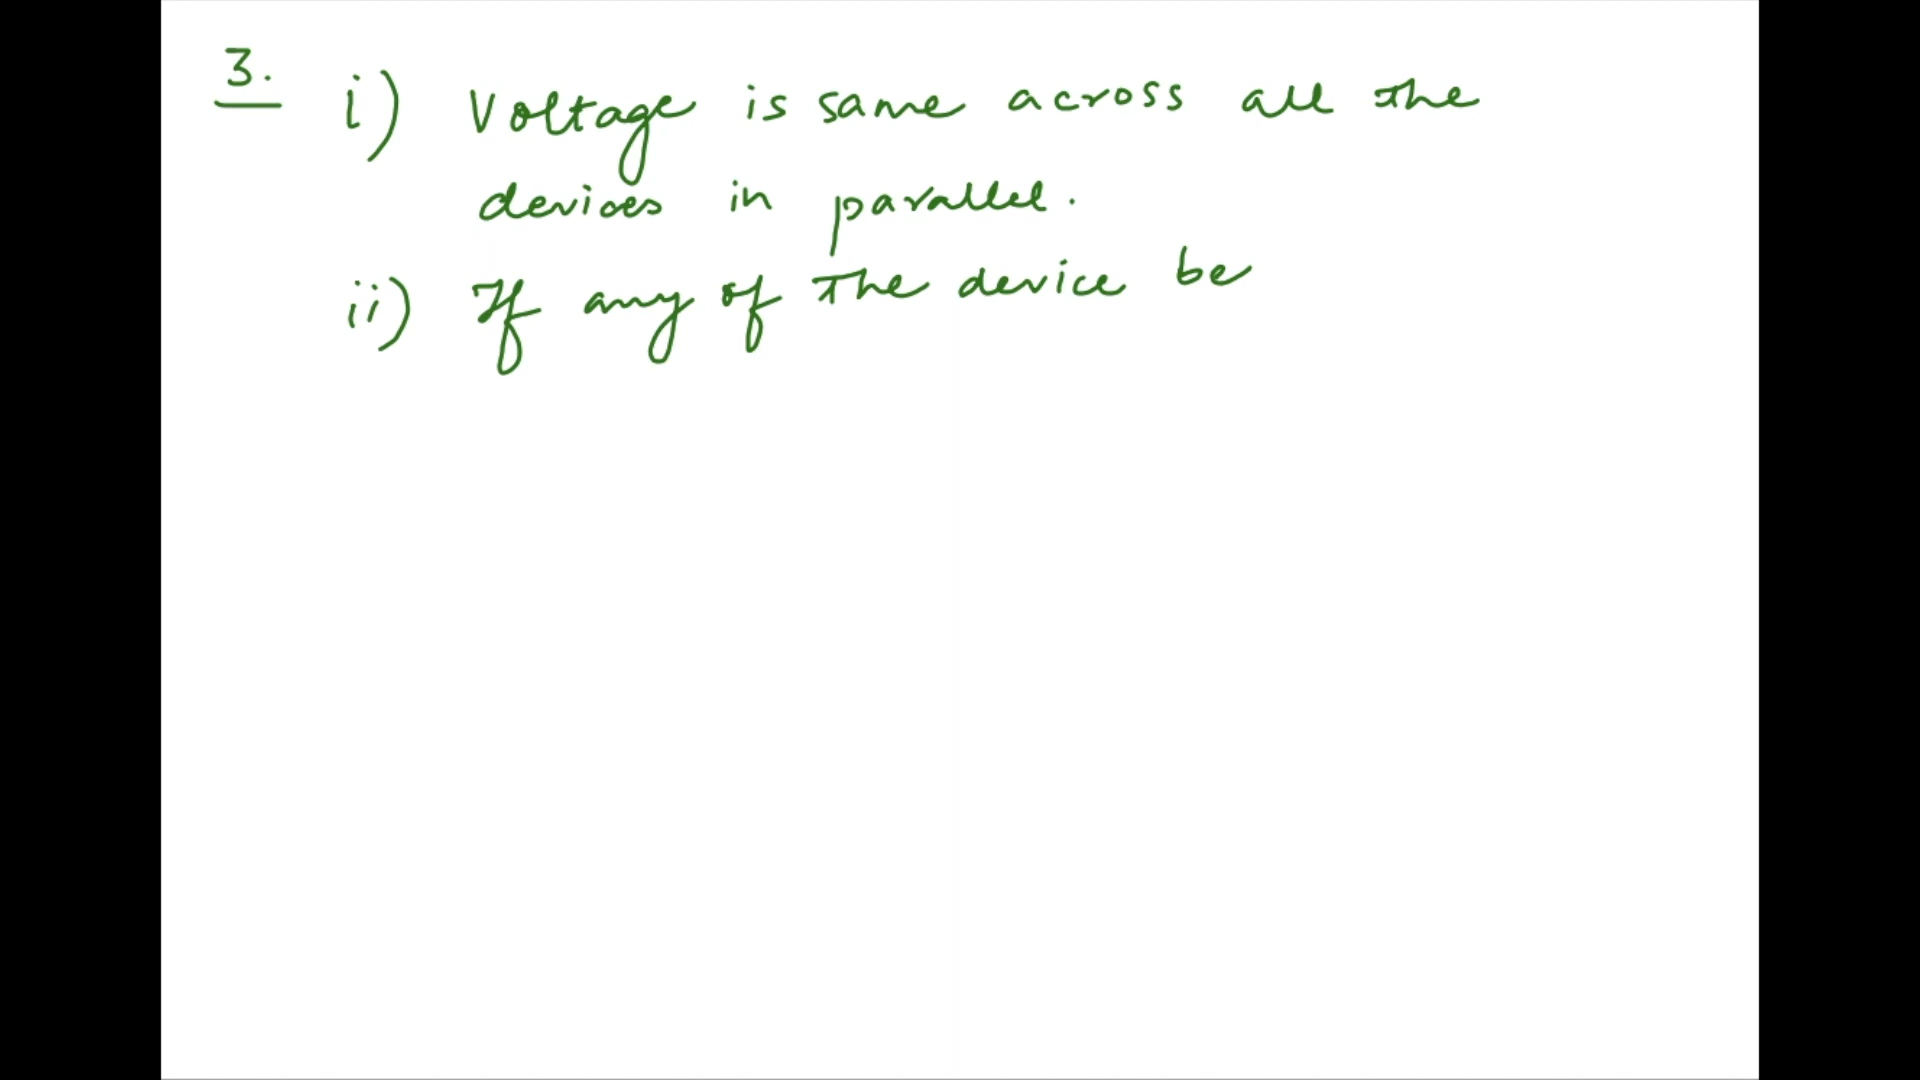 3. i) Voltage is same across all the
devices in parallel.
ii) If any of the device be